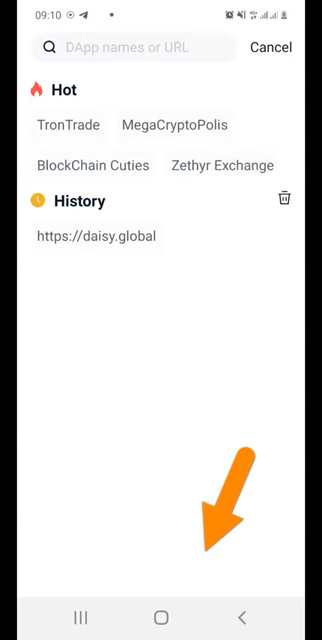 09:10
DApp names or URL Cancel
Hot
TronTrade MegaCryptoPolis
BlockChain Cuties Zethyr Exchange
History
https://daisy.global